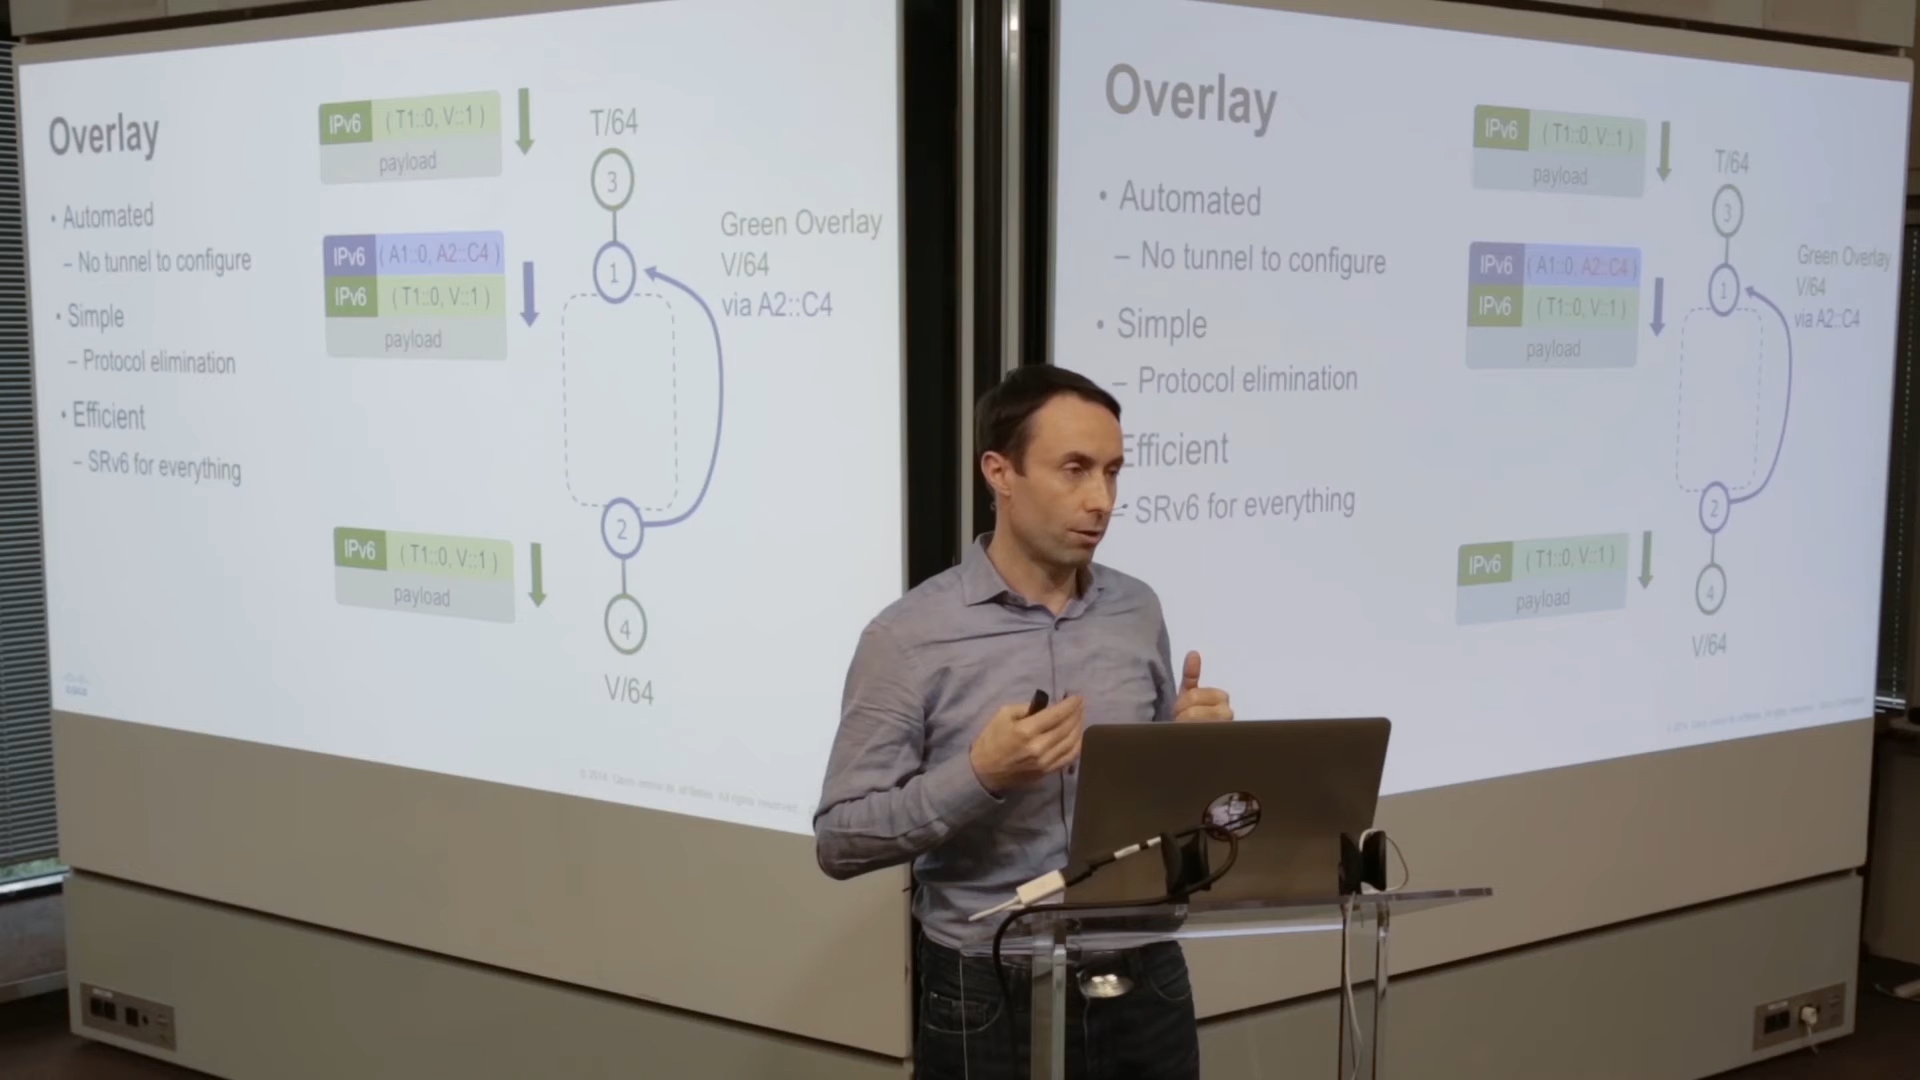 Overlay
• Automated
– No tunnel to configure
• Simple
– Protocol elimination
• Efficient
– SRv6 for everything
IPv6 ( T1::0, V::1 )
payload
IPv6 ( A1::0, A2::C4 )
IPv6 ( T1::0, V::1 )
payload
IPv6 ( T1::0, V::1 )
payload
T/64
3
1
2
4
V/64
Green Overlay
V/64
via A2::C4
Overlay
• Automated
– No tunnel to configure
• Simple
– Protocol elimination
Efficient
– SRv6 for everything
IPv6 ( T1::0, V::1 )
payload
IPv6 ( A1::0, A2::C4 )
IPv6 ( T1::0, V::1 )
payload
IPv6 ( T1::0, V::1 )
payload
T/64
3
1
2
4
V/64
Green Overlay
V/64
via A2::C4